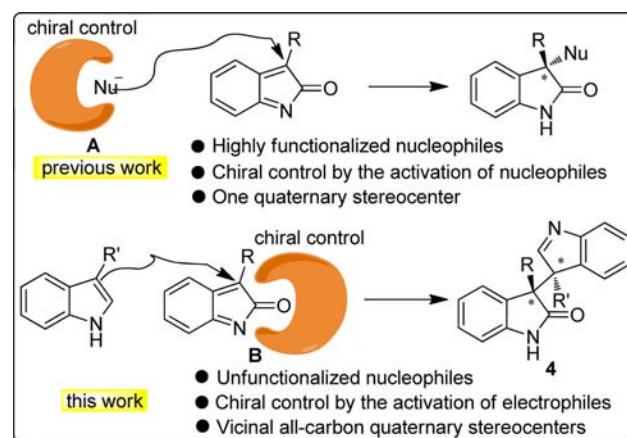 chiral control
Nu⁻
R
O
N
R
Nu
*
O
N
H
A
previous work
● Highly functionalized nucleophiles
● Chiral control by the activation of nucleophiles
● One quaternary stereocenter
chiral control
R'
N
H
R
O
N
B
N
R
*
*
R'
O
N
H
4
this work
● Unfunctionalized nucleophiles
● Chiral control by the activation of electrophiles
● Vicinal all-carbon quaternary stereocenters